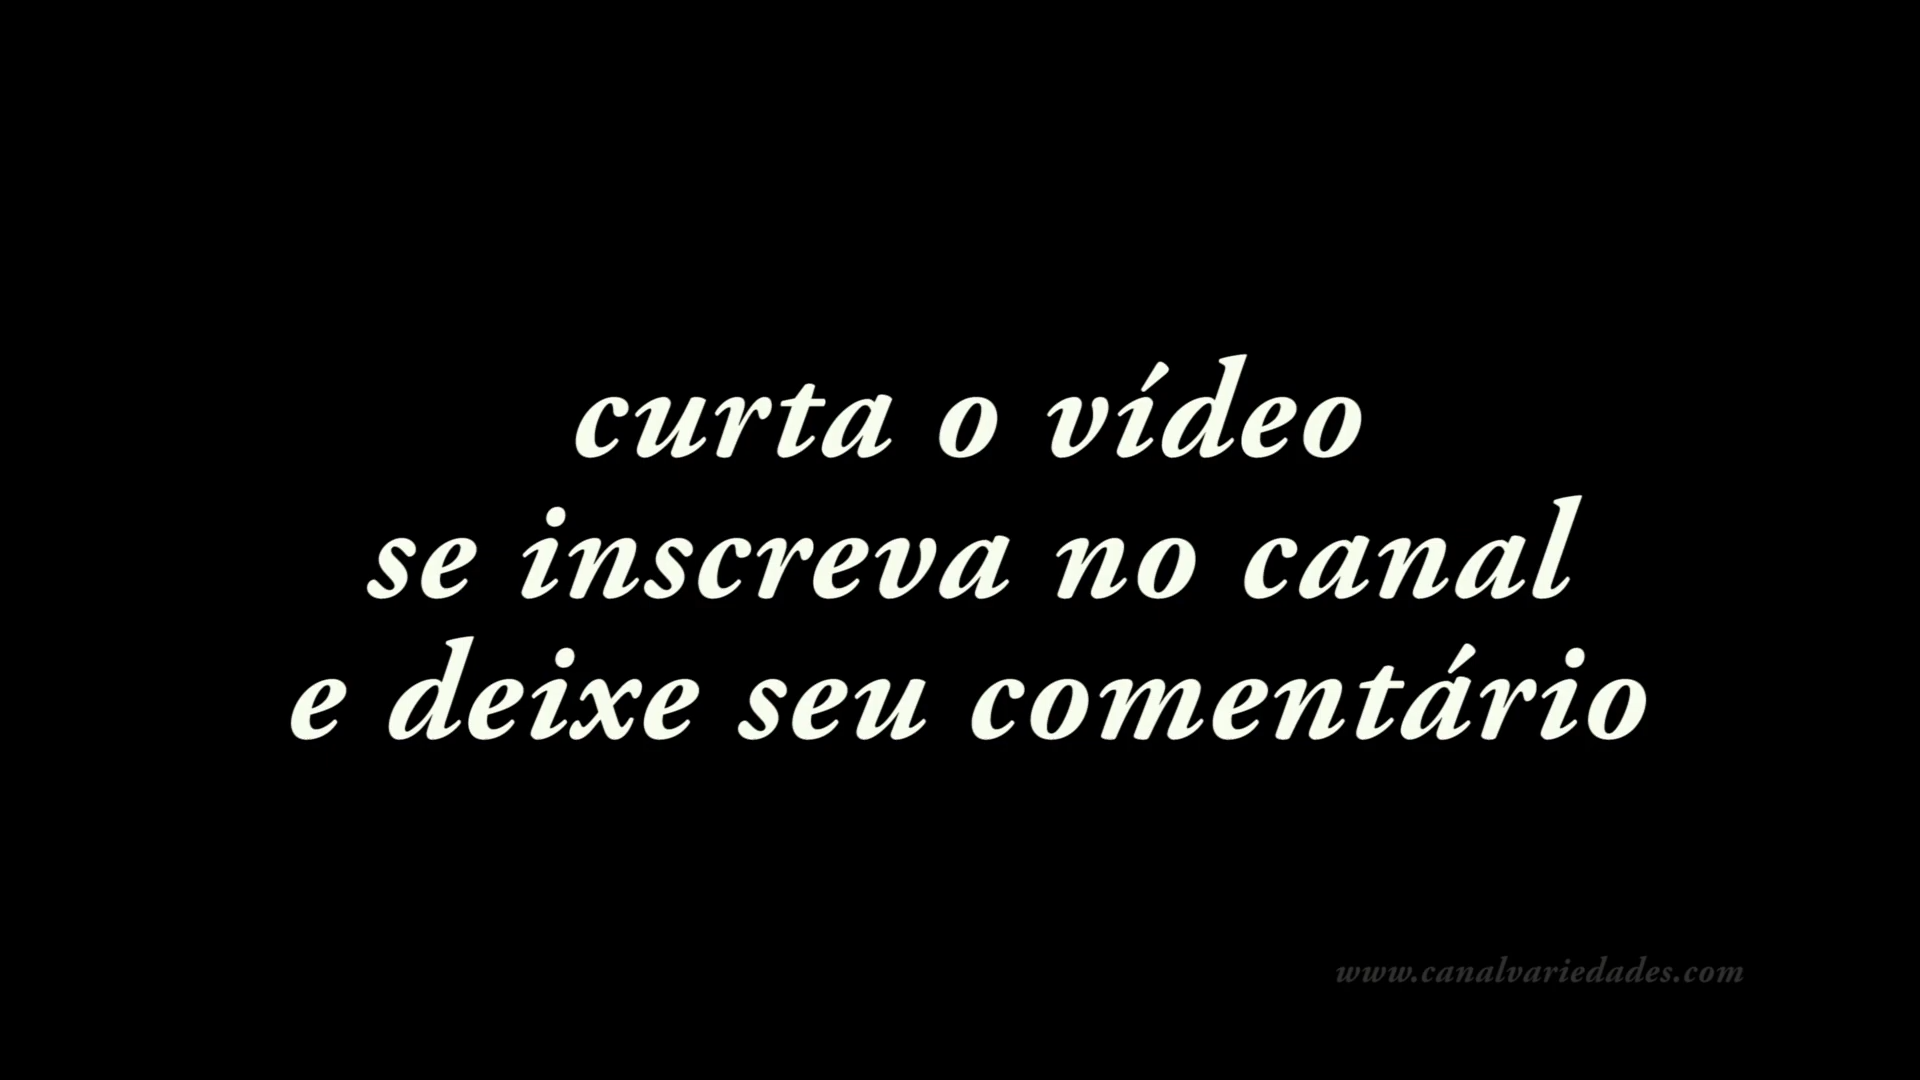 curta o vídeo
se inscreva no canal
e deixe seu comentário
www.canalvariedades.com